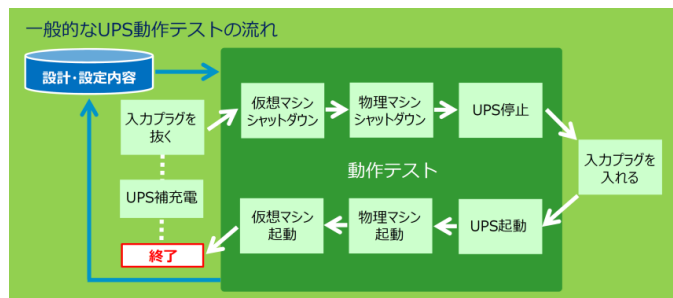 一般的なUPS動作テストの流れ
設計・設定内容
入力プラグを
抜く
仮想マシン
シャットダウン
物理マシン
シャットダウン
UPS停止
入力プラグを
入れる
動作テスト
UPS補充電
仮想マシン
起動
物理マシン
起動
UPS起動
終了